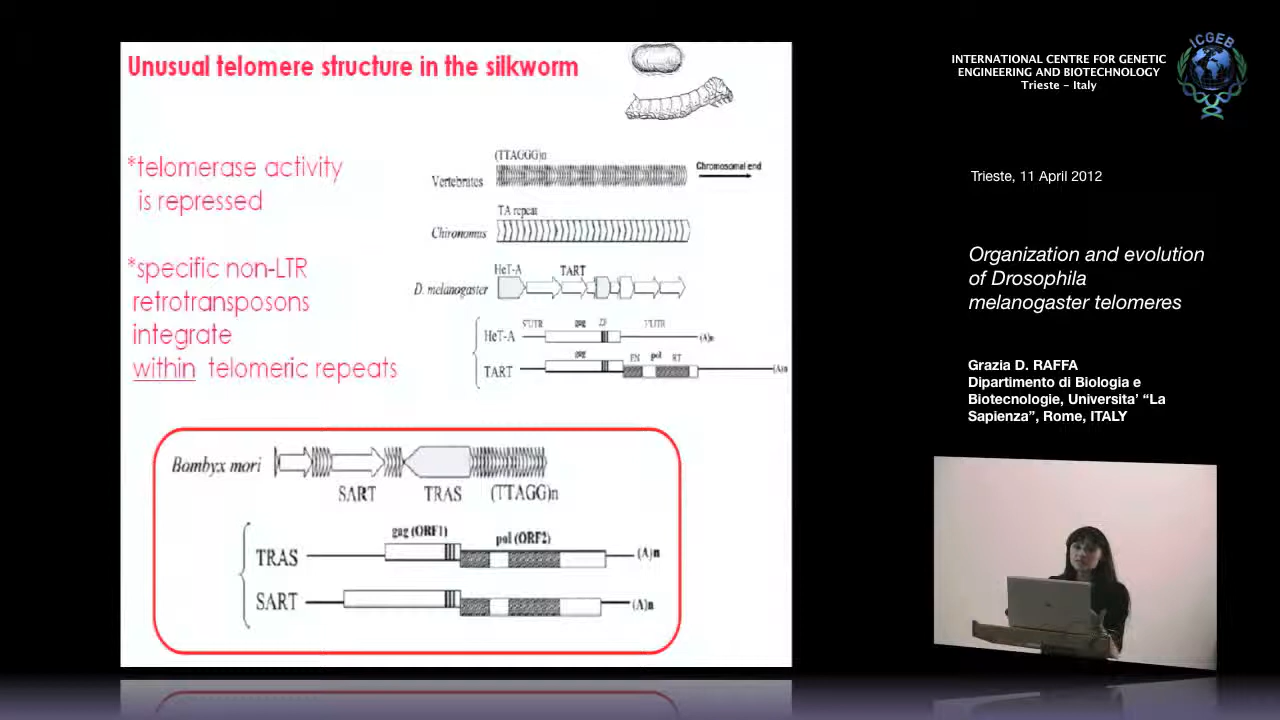 Unusual telomere structure in the silkworm
*telomerase activity
is repressed
*specific non-LTR
retrotransposons
integrate
within telomeric repeats
(TTAGGG)n
Vertebrates
Chromosomal end
TA repeat
Chironomus
HeT-A
TART
D. melanogaster
5'UTR
gag
ZF
3'UTR
HeT-A
(A)n
gag
EN
pol
RT
TART
(A)n
Bombyx mori
SART
TRAS
(TTAGG)n
gag (ORF1)
pol (ORF2)
TRAS
(A)n
SART
(A)n
INTERNATIONAL CENTRE FOR GENETIC
ENGINEERING AND BIOTECHNOLOGY
Trieste - Italy
ICGEB
Trieste, 11 April 2012
Organization and evolution
of Drosophila
melanogaster telomeres
Grazia D. RAFFA
Dipartimento di Biologia e
Biotecnologie, Universita' “La
Sapienza”, Rome, ITALY